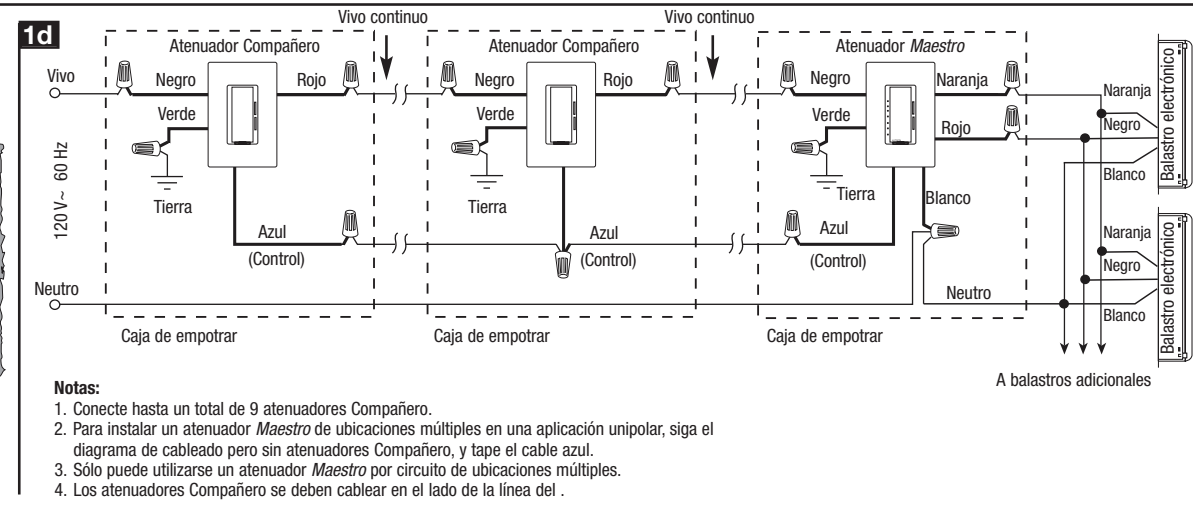 1d
Vivo continuo
Vivo continuo
Atenuador Compañero
Atenuador Compañero
Atenuador Maestro
Vivo
Negro
Rojo
Negro
Rojo
Negro
Naranja
Verde
Verde
Verde
Rojo
Naranja
Negro
Blanco
Balastro electrónico
120 V~ 60 Hz
Tierra
Tierra
Tierra
Blanco
Azul
(Control)
Azul
(Control)
Azul
(Control)
Naranja
Negro
Blanco
Balastro electrónico
Neutro
Neutro
Caja de empotrar
Caja de empotrar
Caja de empotrar
A balastros adicionales
Notas:
1. Conecte hasta un total de 9 atenuadores Compañero.
2. Para instalar un atenuador Maestro de ubicaciones múltiples en una aplicación unipolar, siga el
diagrama de cableado pero sin atenuadores Compañero, y tape el cable azul.
3. Sólo puede utilizarse un atenuador Maestro por circuito de ubicaciones múltiples.
4. Los atenuadores Compañero se deben cablear en el lado de la línea del .